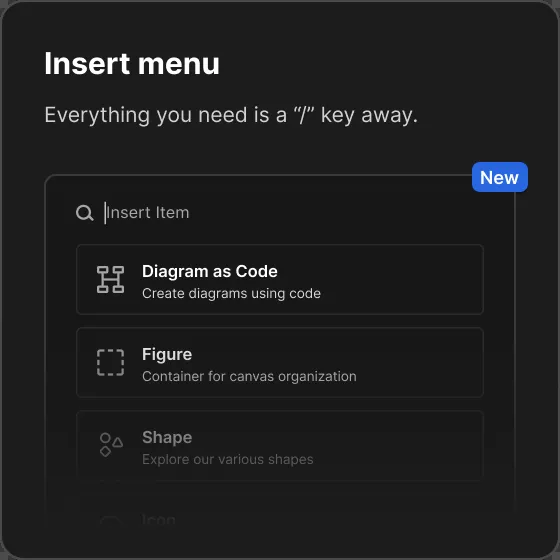 Insert menu
Everything you need is a “/” key away.
New
Insert Item
Diagram as Code
Create diagrams using code
Figure
Container for canvas organization
Shape
Explore our various shapes
Icon